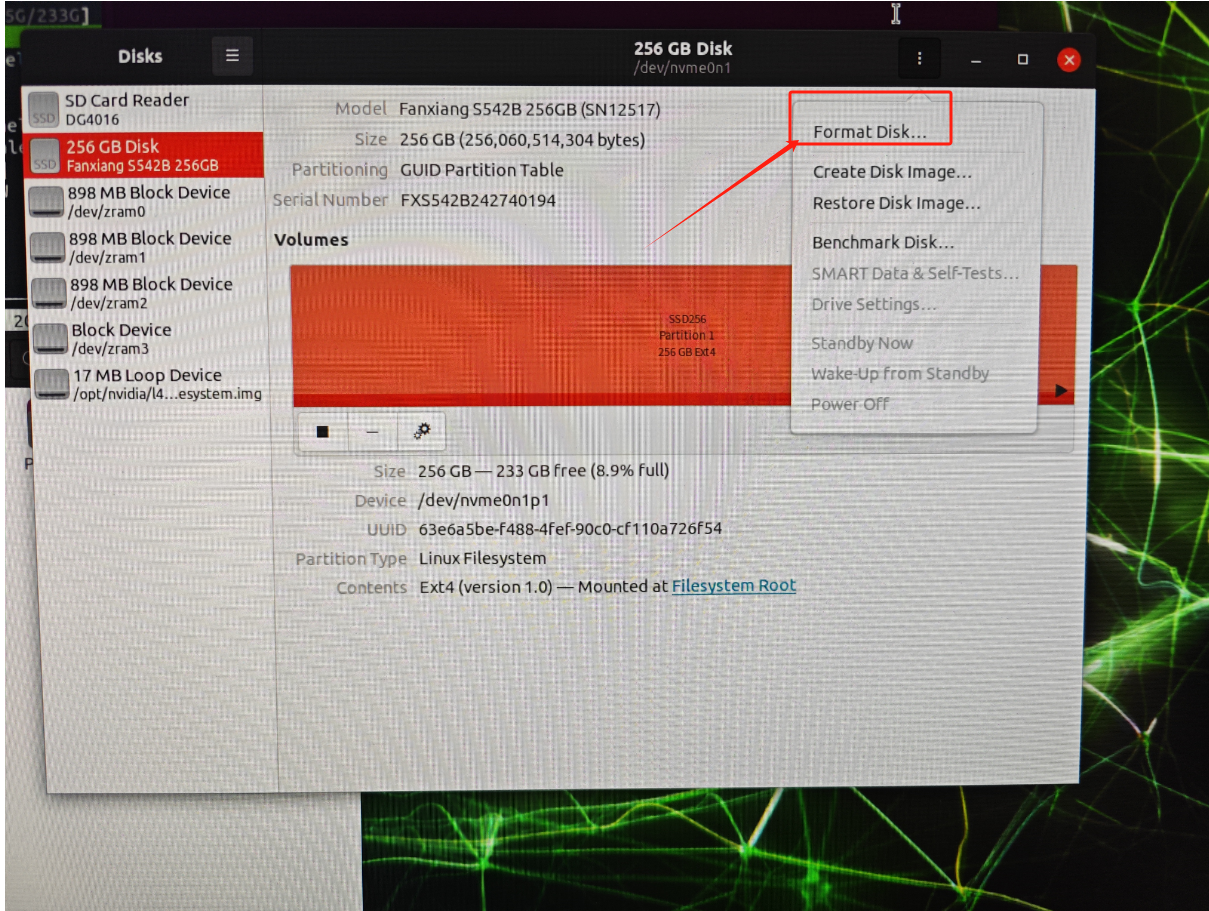 5G/233G]
Disks
256 GB Disk
/dev/nvme0n1
SD Card Reader
DG4016
SSD
256 GB Disk
Fanxiang S542B 256GB
SSD
898 MB Block Device
/dev/zram0
898 MB Block Device
/dev/zram1
898 MB Block Device
/dev/zram2
Block Device
/dev/zram3
17 MB Loop Device
/opt/nvidia/l4...esystem.img
Model Fanxiang S542B 256GB (SN12517)
Size 256 GB (256,060,514,304 bytes)
Partitioning GUID Partition Table
Serial Number FXS542B242740194
Volumes
SSD256
Partition 1
256 GB Ext4
Size 256 GB — 233 GB free (8.9% full)
Device /dev/nvme0n1p1
UUID 63e6a5be-f488-4fef-90c0-cf110a726f54
Partition Type Linux Filesystem
Contents Ext4 (version 1.0) — Mounted at Filesystem Root
Format Disk...
Create Disk Image...
Restore Disk Image...
Benchmark Disk...
SMART Data & Self-Tests...
Drive Settings...
Standby Now
Wake-Up from Standby
Power Off